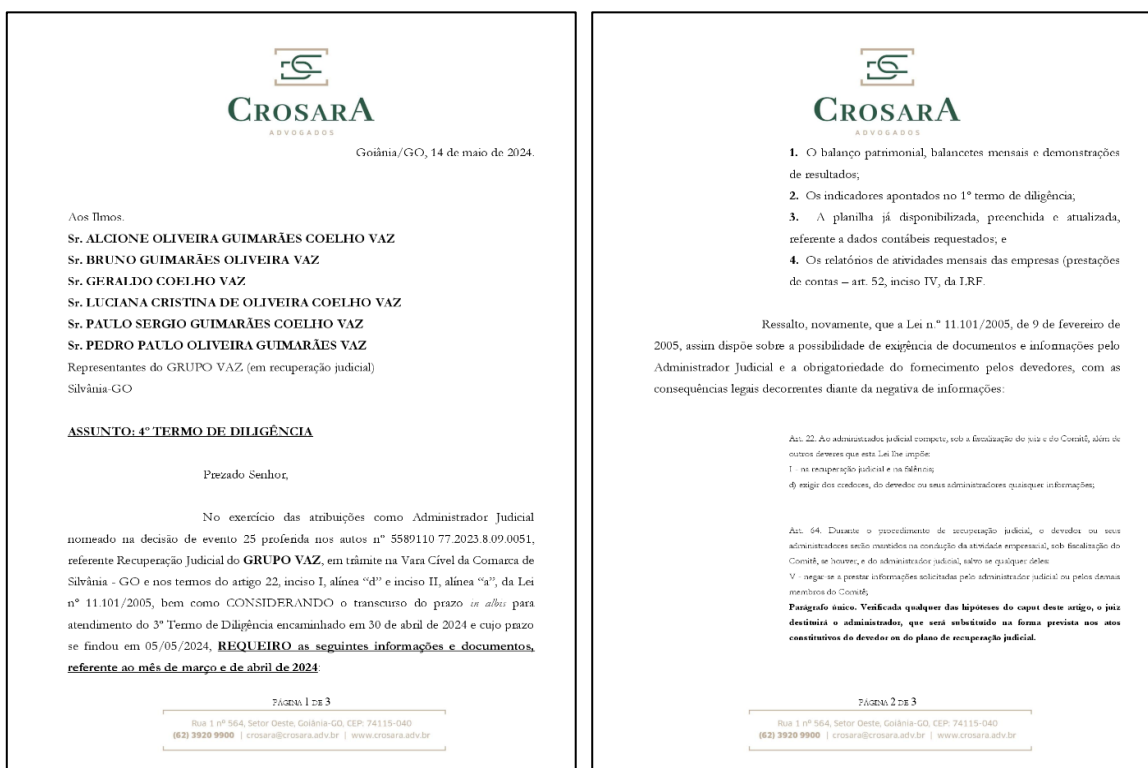 CROSARA
ADVOGADOS
Goiânia/GO, 14 de maio de 2024.
Aos Ilmos.
Sr. ALCIONE OLIVEIRA GUIMARÃES COELHO VAZ
Sr. BRUNO GUIMARÃES OLIVEIRA VAZ
Sr. GERALDO COELHO VAZ
Sr. LUCIANA CRISTINA DE OLIVEIRA COELHO VAZ
Sr. PAULO SERGIO GUIMARÃES COELHO VAZ
Sr. PEDRO PAULO OLIVEIRA GUIMARÃES VAZ
Representantes do GRUPO VAZ (em recuperação judicial)
Silvânia-GO
ASSUNTO: 4º TERMO DE DILIGÊNCIA
Prezado Senhor,
No exercício das atribuições como Administrador Judicial
nomeado na decisão de evento 25 proferida nos autos nº 5589110 77.2023.8.09.0051,
referente Recuperação Judicial do GRUPO VAZ, em trâmite na Vara Cível da Comarca de
Silvânia - GO e nos termos do artigo 22, inciso I, alínea “d” e inciso II, alínea “a”, da Lei
nº 11.101/2005, bem como CONSIDERANDO o transcurso do prazo in albis para
atendimento do 3º Termo de Diligência encaminhado em 30 de abril de 2024 e cujo prazo
se findou em 05/05/2024, REQUEIRO as seguintes informações e documentos,
referente ao mês de março e de abril de 2024:
PÁGINA 1 DE 3
Rua 1 nº 564, Setor Oeste, Goiânia-GO, CEP: 74115-040
(62) 3920 9900 | crosara@crosara.adv.br | www.crosara.adv.br
CROSARA
ADVOGADOS
1. O balanço patrimonial, balancetes mensais e demonstrações
de resultados;
2. Os indicadores apontados no 1º termo de diligência;
3. A planilha já disponibilizada, preenchida e atualizada,
referente a dados contábeis requestados; e
4. Os relatórios de atividades mensais das empresas (prestações
de contas – art. 52, inciso IV, da LRF.
Ressalto, novamente, que a Lei n.º 11.101/2005, de 9 de fevereiro de
2005, assim dispõe sobre a possibilidade de exigência de documentos e informações pelo
Administrador Judicial e a obrigatoriedade do fornecimento pelos devedores, com as
consequências legais decorrentes diante da negativa de informações:
Art. 22. Ao administrador judicial compete, sob a fiscalização do juiz e do Comitê, além de
outros deveres que esta Lei lhe impõe:
I - na recuperação judicial e na falência;
d) exigir dos credores, do devedor ou seus administradores quaisquer informações;
Art. 64. Durante o procedimento de recuperação judicial, o devedor ou seus
administradores serão mantidos na condução da atividade empresarial, sob fiscalização do
Comitê, se houver, e do administrador judicial, salvo se qualquer deles:
V - negar-se a prestar informações solicitadas pelo administrador judicial ou pelos demais
membros do Comitê;
Parágrafo único. Verificada qualquer das hipóteses do caput deste artigo, o juiz
destituirá o administrador, que será substituído na forma prevista nos atos
constitutivos do devedor ou do plano de recuperação judicial.
PÁGINA 2 DE 3
Rua 1 nº 564, Setor Oeste, Goiânia-GO, CEP: 74115-040
(62) 3920 9900 | crosara@crosara.adv.br | www.crosara.adv.br